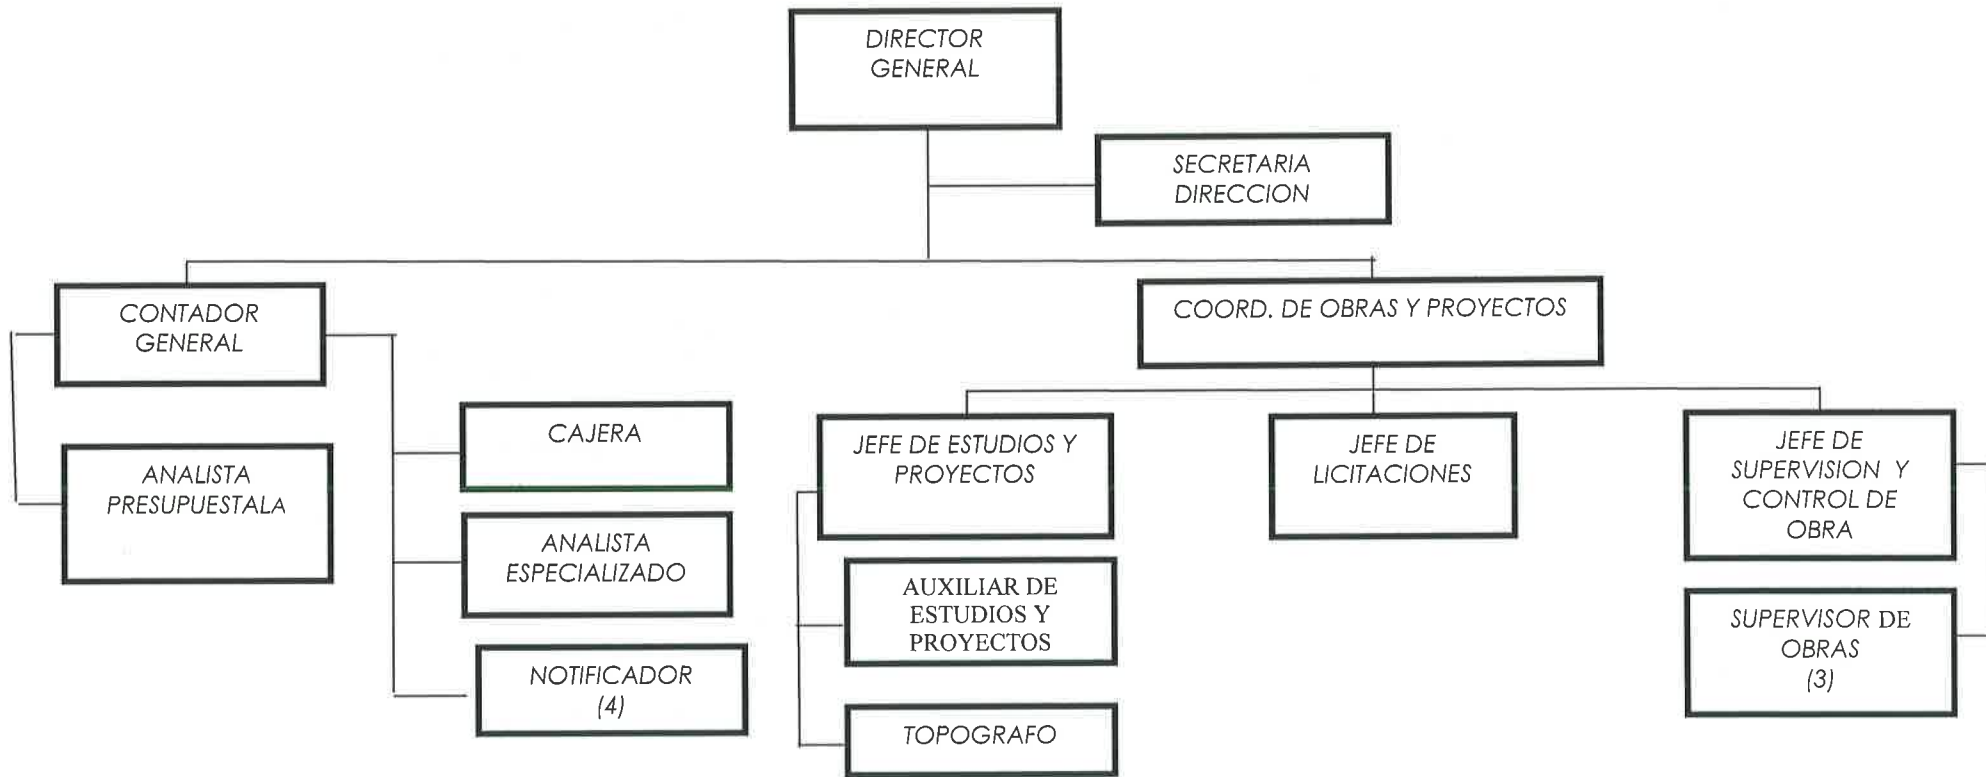 DIRECTOR
GENERAL
SECRETARIA
DIRECCION
CONTADOR
GENERAL
COORD. DE OBRAS Y PROYECTOS
ANALISTA
PRESUPUESTALA
CAJERA
ANALISTA
ESPECIALIZADO
NOTIFICADOR
(4)
JEFE DE ESTUDIOS Y
PROYECTOS
AUXILIAR DE
ESTUDIOS Y
PROYECTOS
TOPOGRAFO
JEFE DE
LICITACIONES
JEFE DE
SUPERVISION Y
CONTROL DE
OBRA
SUPERVISOR DE
OBRAS
(3)